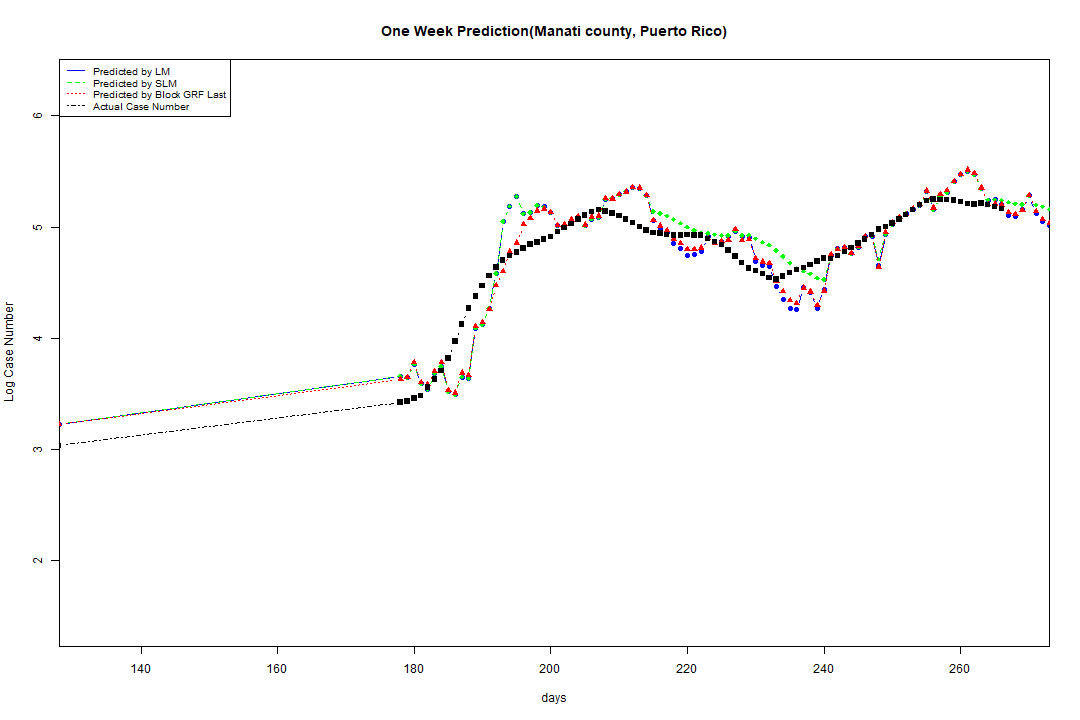 One Week Prediction(Manati county, Puerto Rico)
Predicted by LM
Predicted by SLM
Predicted by Block GRF Last
Actual Case Number
6
5
4
3
2
Log Case Number
140 160 180 200 220 240 260
days